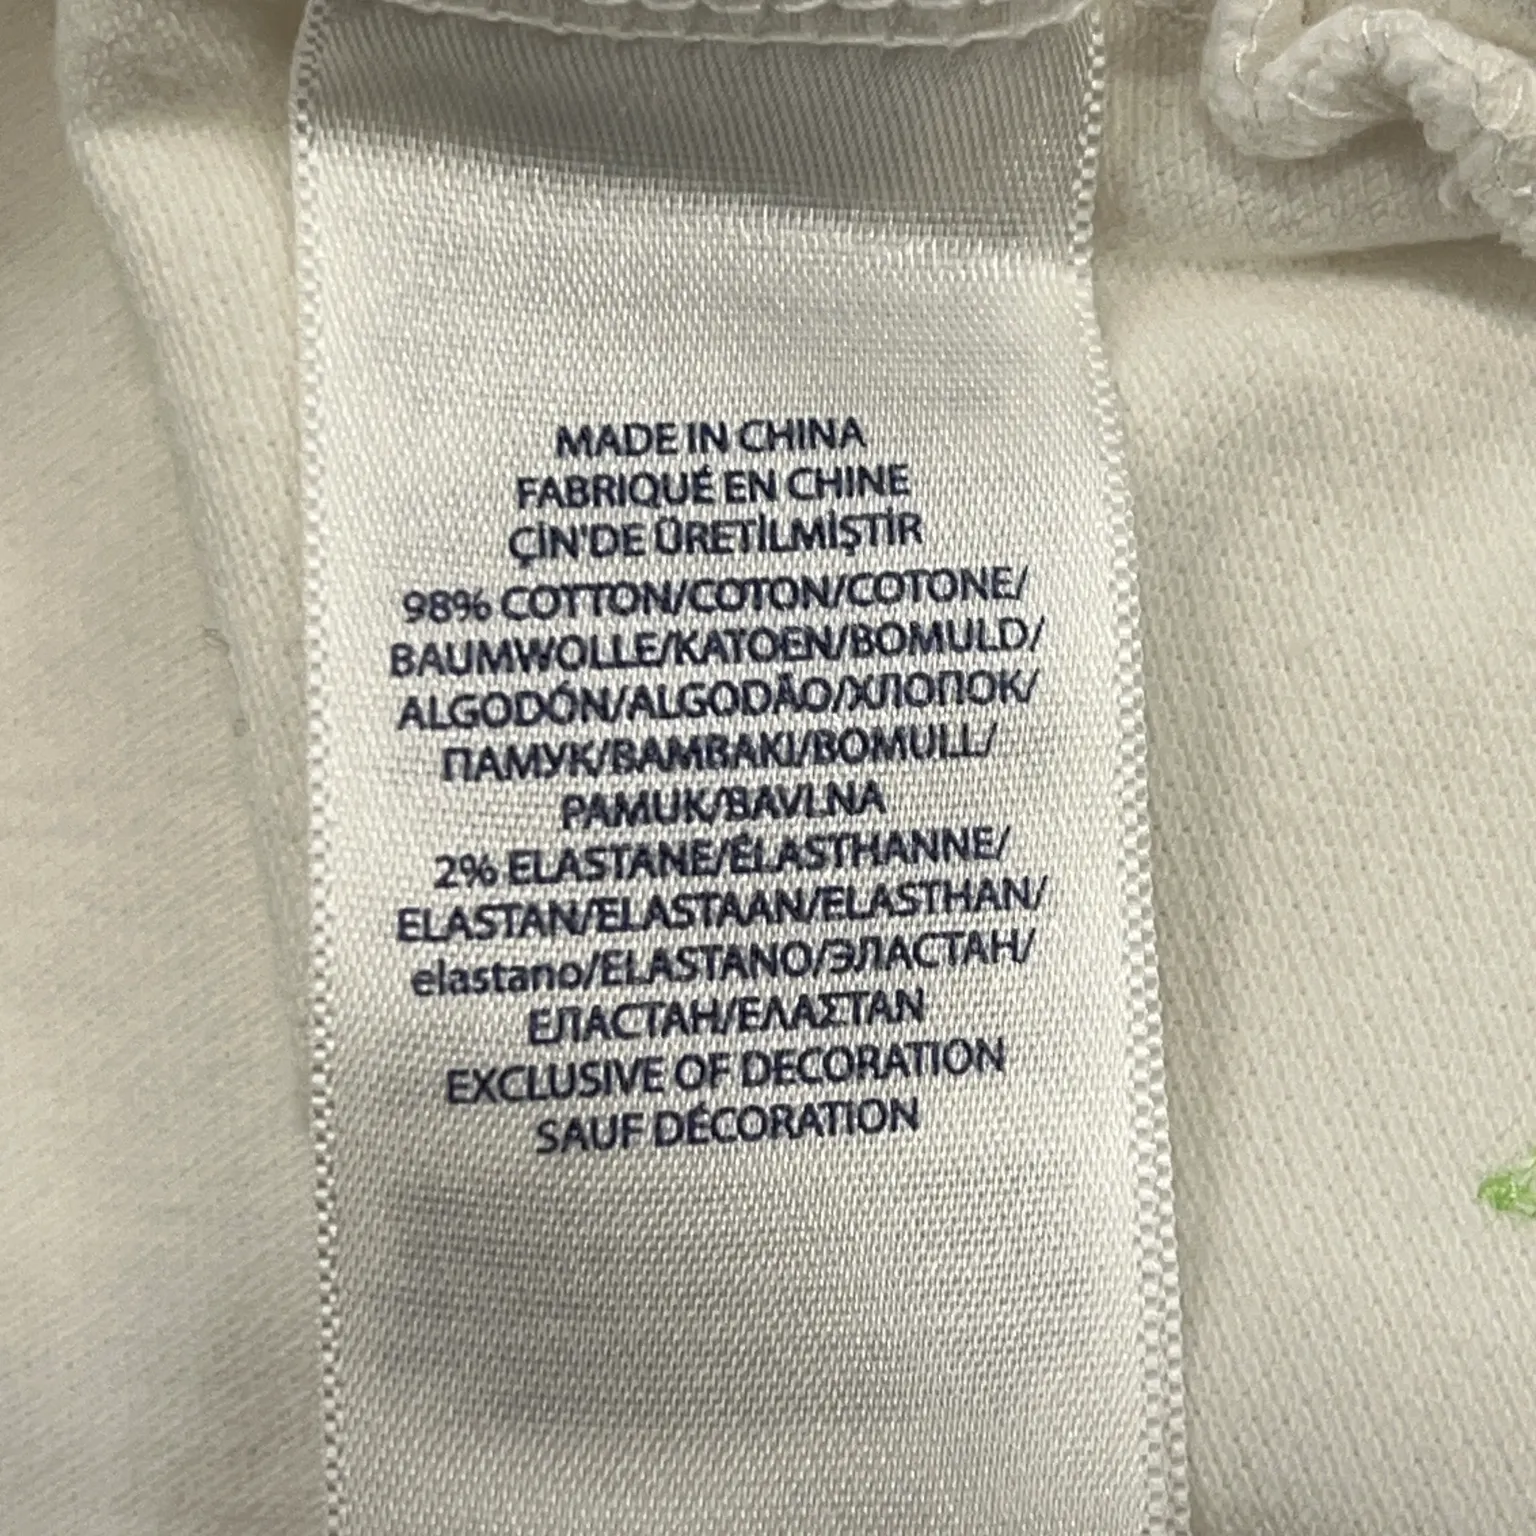 MADE IN CHINA
FABRIQUÉ EN CHINE
ÇİN'DE ÜRETİLMİŞTİR
98% COTTON/COTON/COTONE/
BAUMWOLLE/KATOEN/BOMULD/
ALGODÓN/ALGODÃO/ХЛОПОК/
ПАМУК/BAMBAKI/BOMULL/
PAMUK/BAVLNA
2% ELASTANE/ÉLASTHANNE/
ELASTAN/ELASTAAN/ELASTHAN/
elastano/ELASTANO/ЭЛАСТАН/
ЕЛАСТАН/ΕΛΑΣΤΑΝ
EXCLUSIVE OF DECORATION
SAUF DÉCORATION